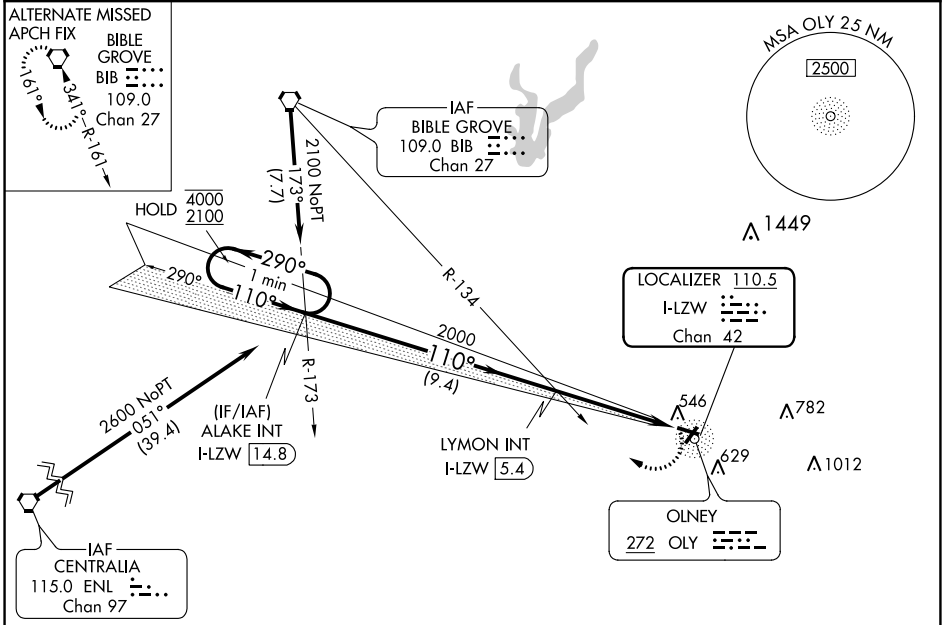 ALTERNATE MISSED
APCH FIX
BIBLE
GROVE
BIB
109.0
Chan 27
161°
341°
R-161
MSA OLY 25 NM
2500
IAF
BIBLE GROVE
109.0 BIB
Chan 27
2100 NoPT
173°
(7.7)
HOLD
4000
2100
1449
290°
1 min
290°
110°
R-134
LOCALIZER 110.5
I-LZW
Chan 42
2000
110°
(9.4)
R-173
2600 NoPT
051°
(39.4)
(IF/IAF)
ALAKE INT
I-LZW 14.8
LYMON INT
I-LZW 5.4
546
782
629
1012
OLNEY
272 OLY
IAF
CENTRALIA
115.0 ENL
Chan 97